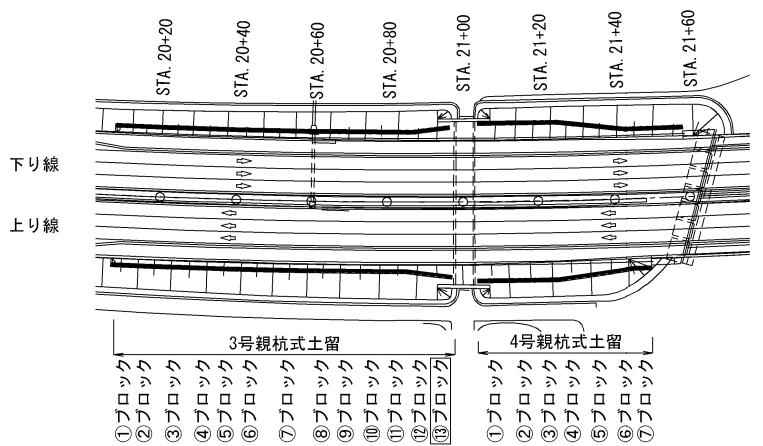 STA. 20+20
STA. 20+40
STA. 20+60
STA. 20+80
STA. 21+00
STA. 21+20
STA. 21+40
STA. 21+60
下り線
上り線
3号親杭式土留
4号親杭式土留
①ブロック
②ブロック
③ブロック
④ブロック
⑤ブロック
⑥ブロック
⑦ブロック
⑧ブロック
⑨ブロック
⑩ブロック
⑪ブロック
⑫ブロック
⑬ブロック
①ブロック
②ブロック
③ブロック
④ブロック
⑤ブロック
⑥ブロック
⑦ブロック